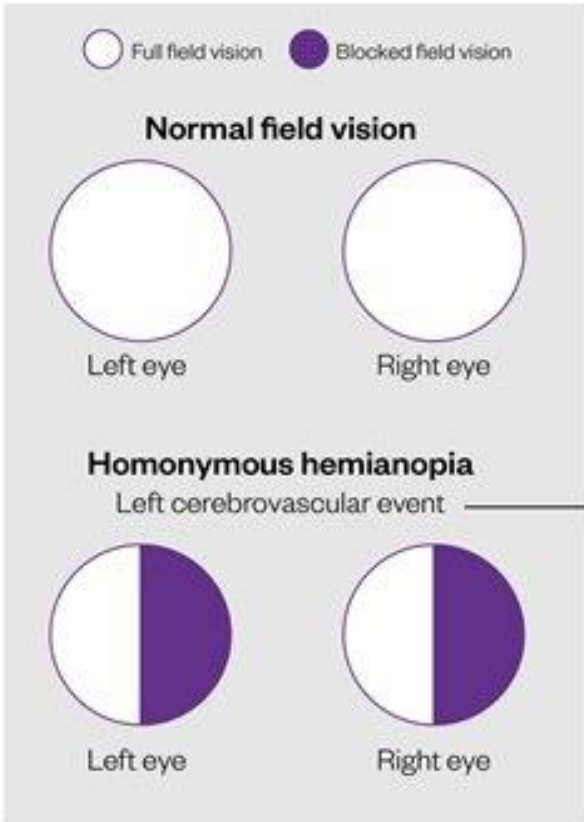 Full field vision Blocked field vision
Normal field vision
Left eye Right eye
Homonymous hemianopia
Left cerebrovascular event
Left eye Right eye